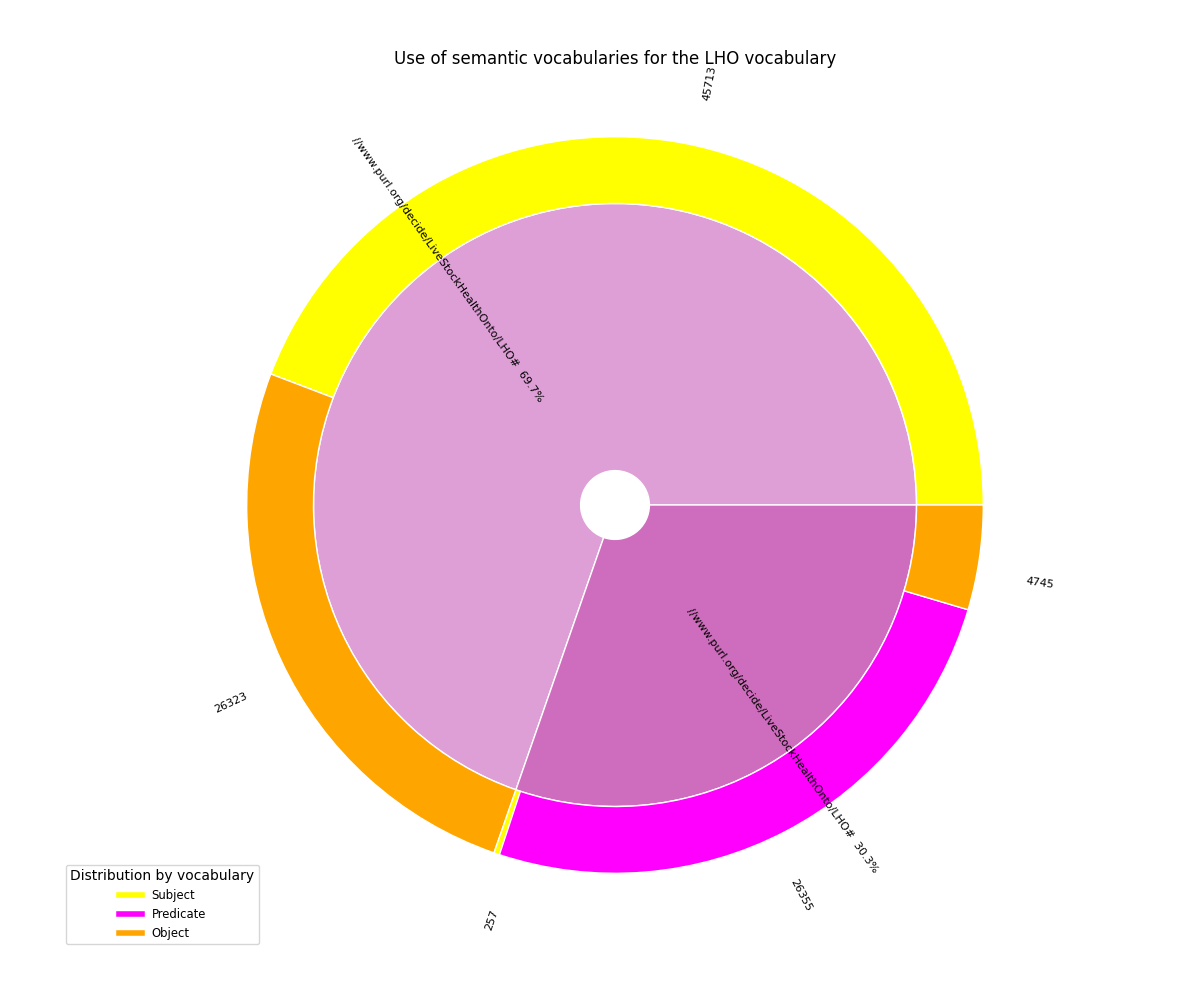 Use of semantic vocabularies for the LHO vocabulary
45713
//www.purl.org/decide/LiveStockHealthOnto/LHO# 69.7%
4745
//www.purl.org/decide/LiveStockHealthOnto/LHO# 30.3%
26323
26355
257
Distribution by vocabulary
Subject
Predicate
Object